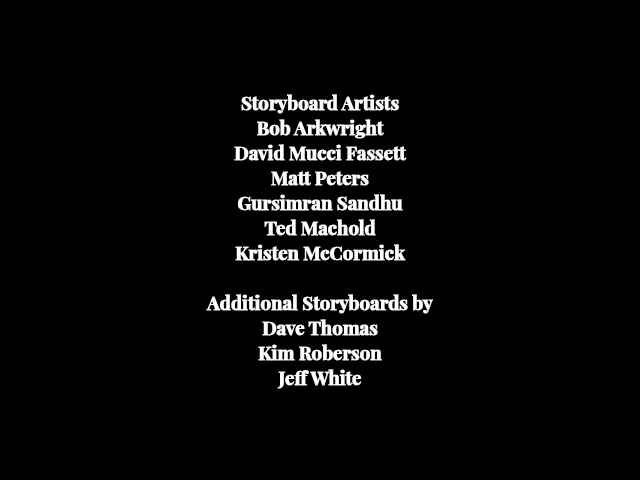 Storyboard Artists
Bob Arkwright
David Mucci Fassett
Matt Peters
Gursimran Sandhu
Ted Machold
Kristen McCormick
Additional Storyboards by
Dave Thomas
Kim Roberson
Jeff White